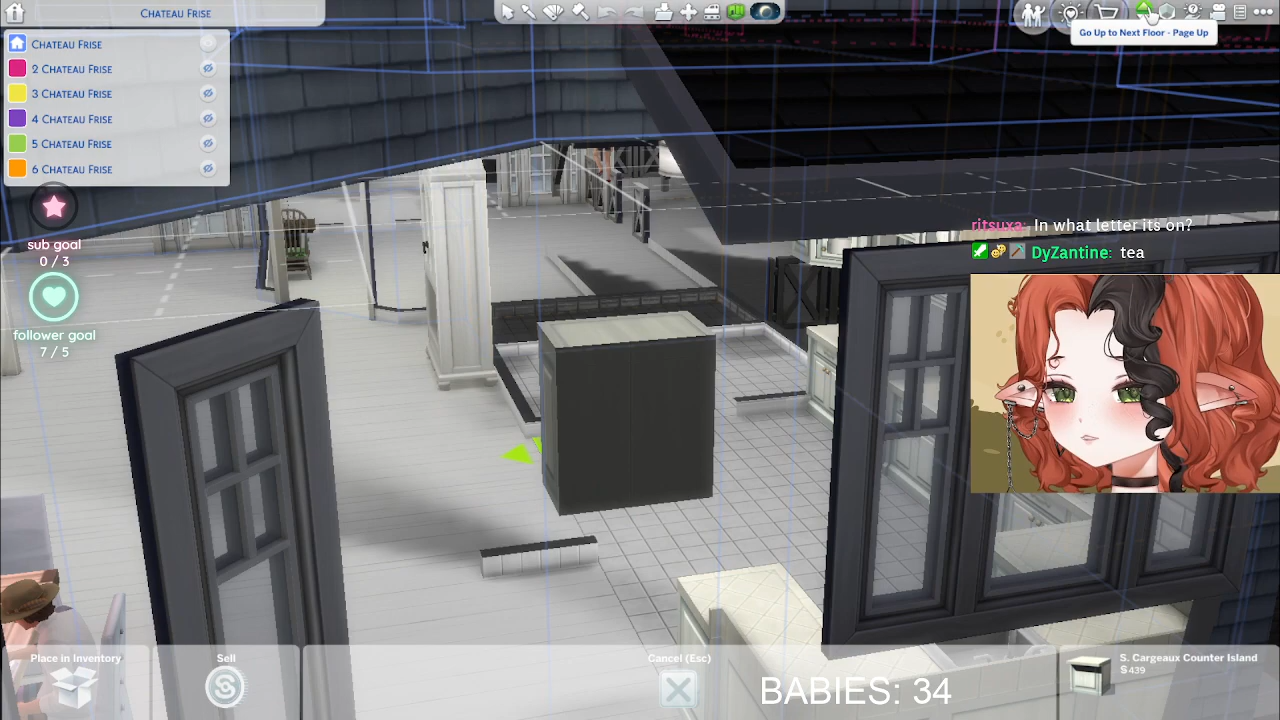 CHATEAU FRISE
Go Up to Next Floor - Page Up
CHATEAU FRISE
2 CHATEAU FRISE
3 CHATEAU FRISE
4 CHATEAU FRISE
5 CHATEAU FRISE
6 CHATEAU FRISE
sub goal
0 / 3
follower goal
7 / 5
ritsuxa: In what letter its on?
DyZantine: tea
Place in Inventory
Sell
Cancel (Esc)
BABIES: 34
S. Cargeaux Counter Island
§439